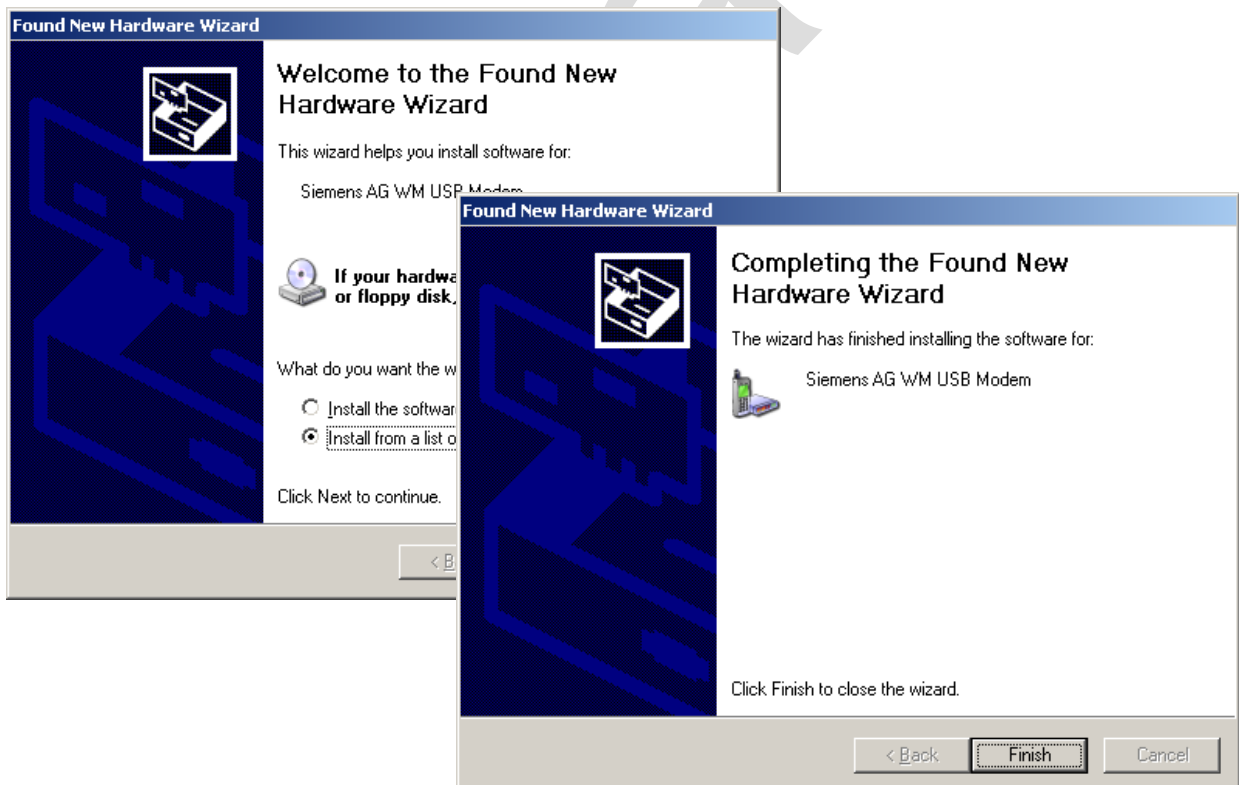 Found New Hardware Wizard
Welcome to the Found New
Hardware Wizard
This wizard helps you install software for:
Siemens AG WM USB Modem
If your hardwa
or floppy disk,
What do you want the w
Install the softwar
Install from a list o
Click Next to continue.
< B
Found New Hardware Wizard
Completing the Found New
Hardware Wizard
The wizard has finished installing the software for:
Siemens AG WM USB Modem
Click Finish to close the wizard.
< Back
Finish
Cancel